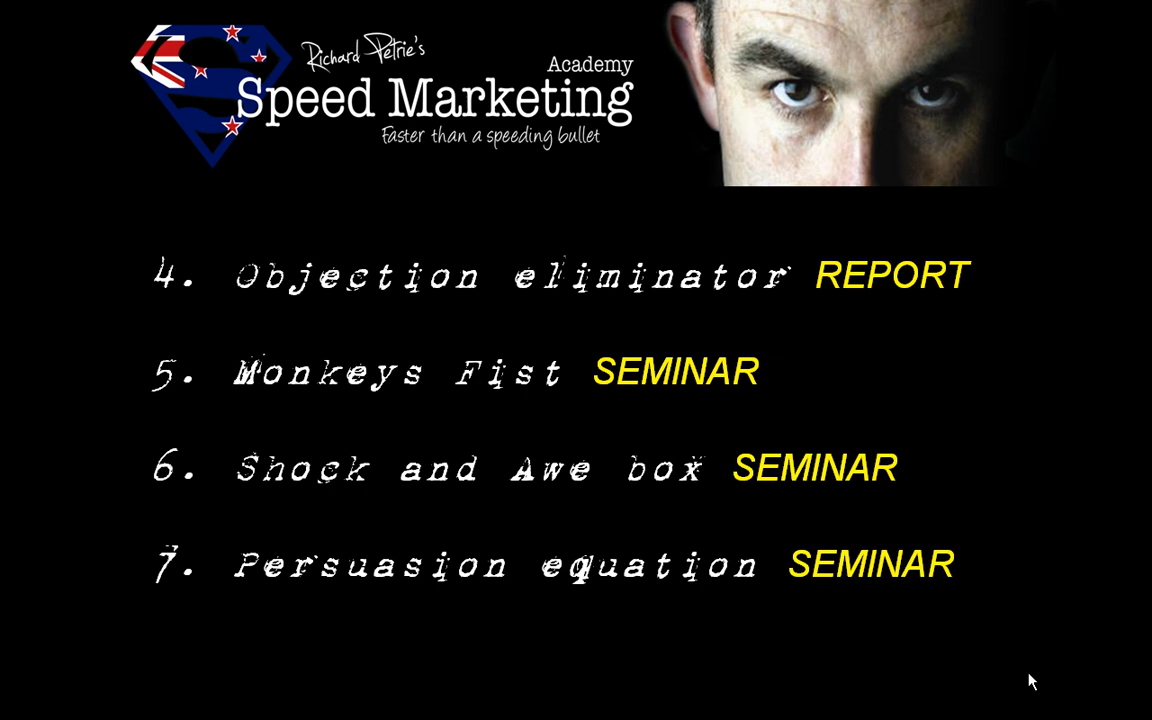 Richard Petrie's
Academy
Speed Marketing
Faster than a speeding bullet
4. Objection eliminator REPORT
5. Monkeys Fist SEMINAR
6. Shock and Awe box SEMINAR
7. Persuasion equation SEMINAR